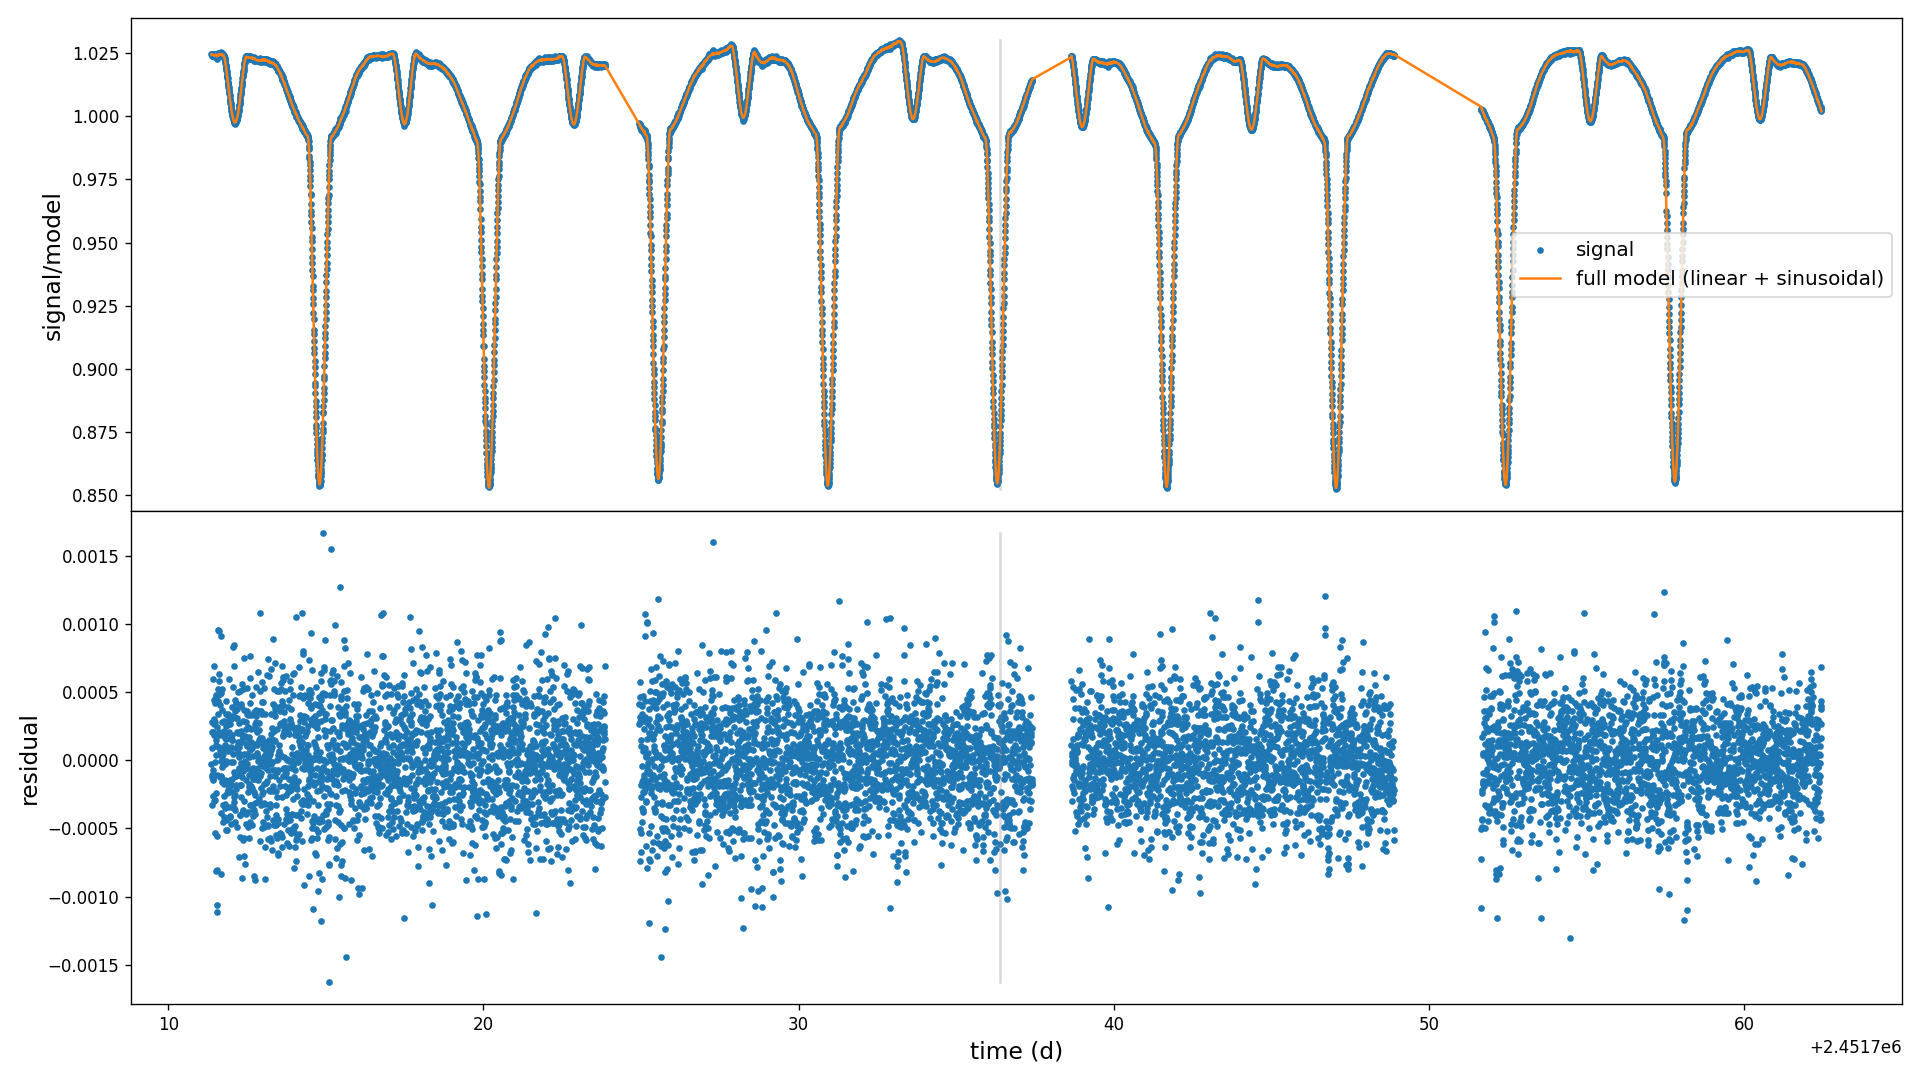 1.025
1.000
0.975
0.950
0.925
0.900
0.875
0.850
signal/model
signal
full model (linear + sinusoidal)
0.0015
0.0010
0.0005
0.0000
−0.0005
−0.0010
−0.0015
residual
10 20 30 40 50 60
time (d)
+2.4517e6